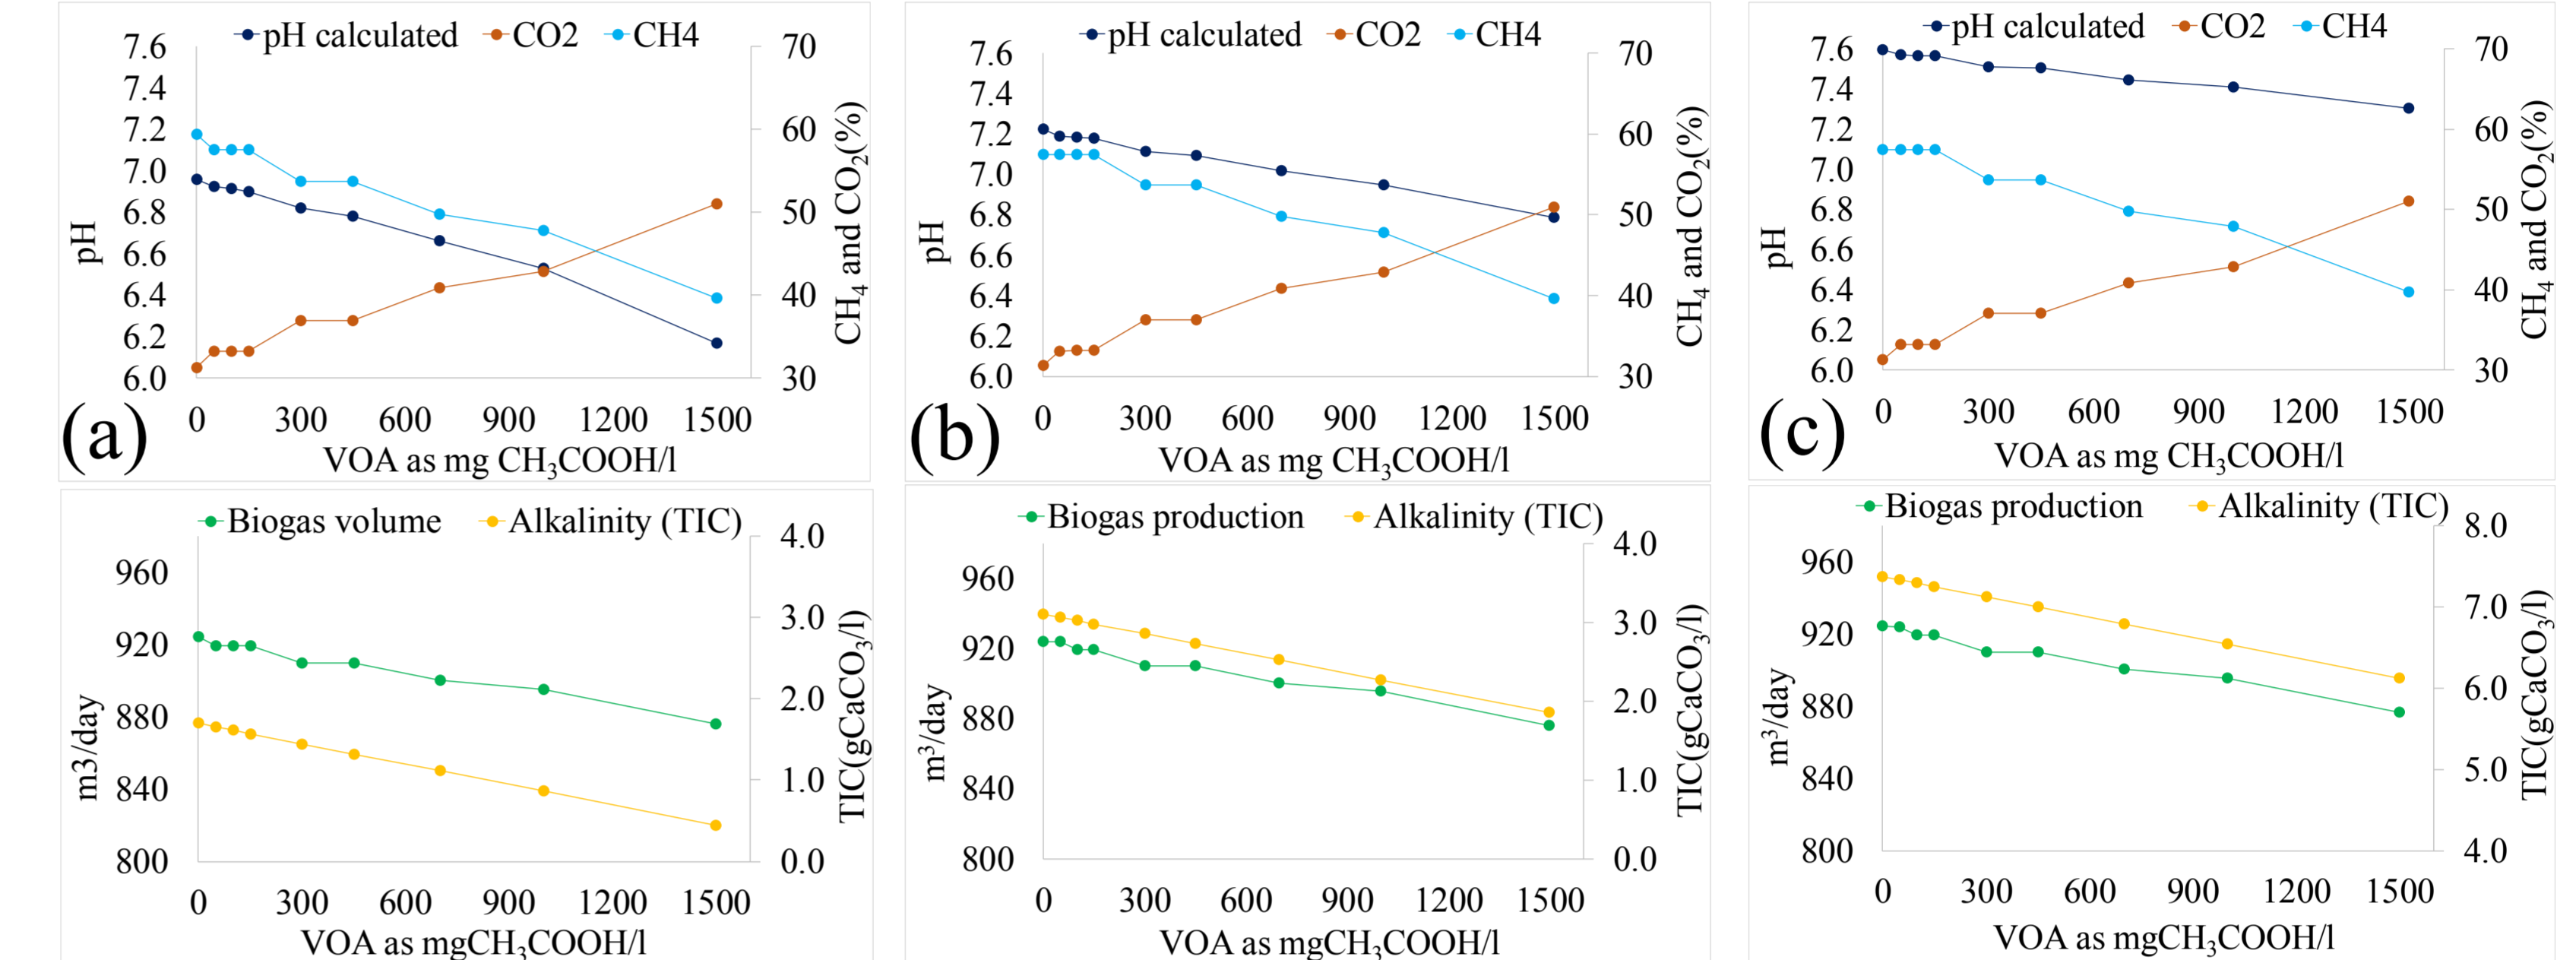 pH calculated CO2 CH4
7.6
7.4
7.2
7.0
6.8
6.6
6.4
6.2
6.0
pH
70
60
50
40
30
CH₄ and CO₂(%)
0 300 600 900 1200 1500
VOA as mg CH₃COOH/l
(a)
pH calculated CO2 CH4
7.6
7.4
7.2
7.0
6.8
6.6
6.4
6.2
6.0
pH
70
60
50
40
30
CH₄ and CO₂(%)
0 300 600 900 1200 1500
VOA as mg CH₃COOH/l
(b)
pH calculated CO2 CH4
7.6
7.4
7.2
7.0
6.8
6.6
6.4
6.2
6.0
pH
70
60
50
40
30
CH₄ and CO₂(%)
0 300 600 900 1200 1500
VOA as mg CH₃COOH/l
(c)
Biogas volume Alkalinity (TIC)
960
920
880
840
800
m3/day
4.0
3.0
2.0
1.0
0.0
TIC(gCaCO₃/l)
0 300 600 900 1200 1500
VOA as mgCH₃COOH/l
Biogas production Alkalinity (TIC)
960
920
880
840
800
m³/day
4.0
3.0
2.0
1.0
0.0
TIC(gCaCO₃/l)
0 300 600 900 1200 1500
VOA as mgCH₃COOH/l
Biogas production Alkalinity (TIC)
960
920
880
840
800
m³/day
8.0
7.0
6.0
5.0
4.0
TIC(gCaCO₃/l)
0 300 600 900 1200 1500
VOA as mgCH₃COOH/l